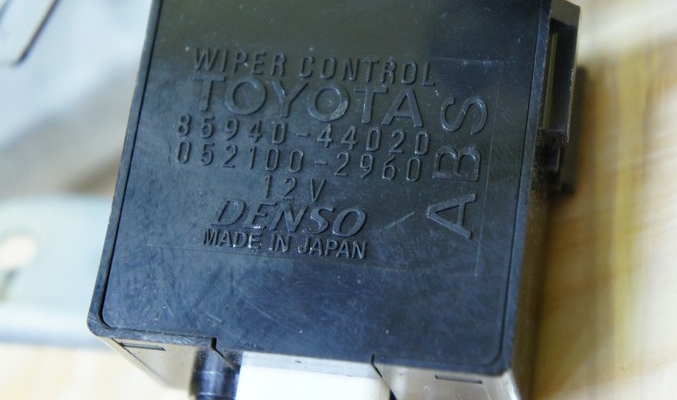 WIPER CONTROL
TOYOTA
85940-44020
052100-2960
12V
DENSO
MADE IN JAPAN
ABS